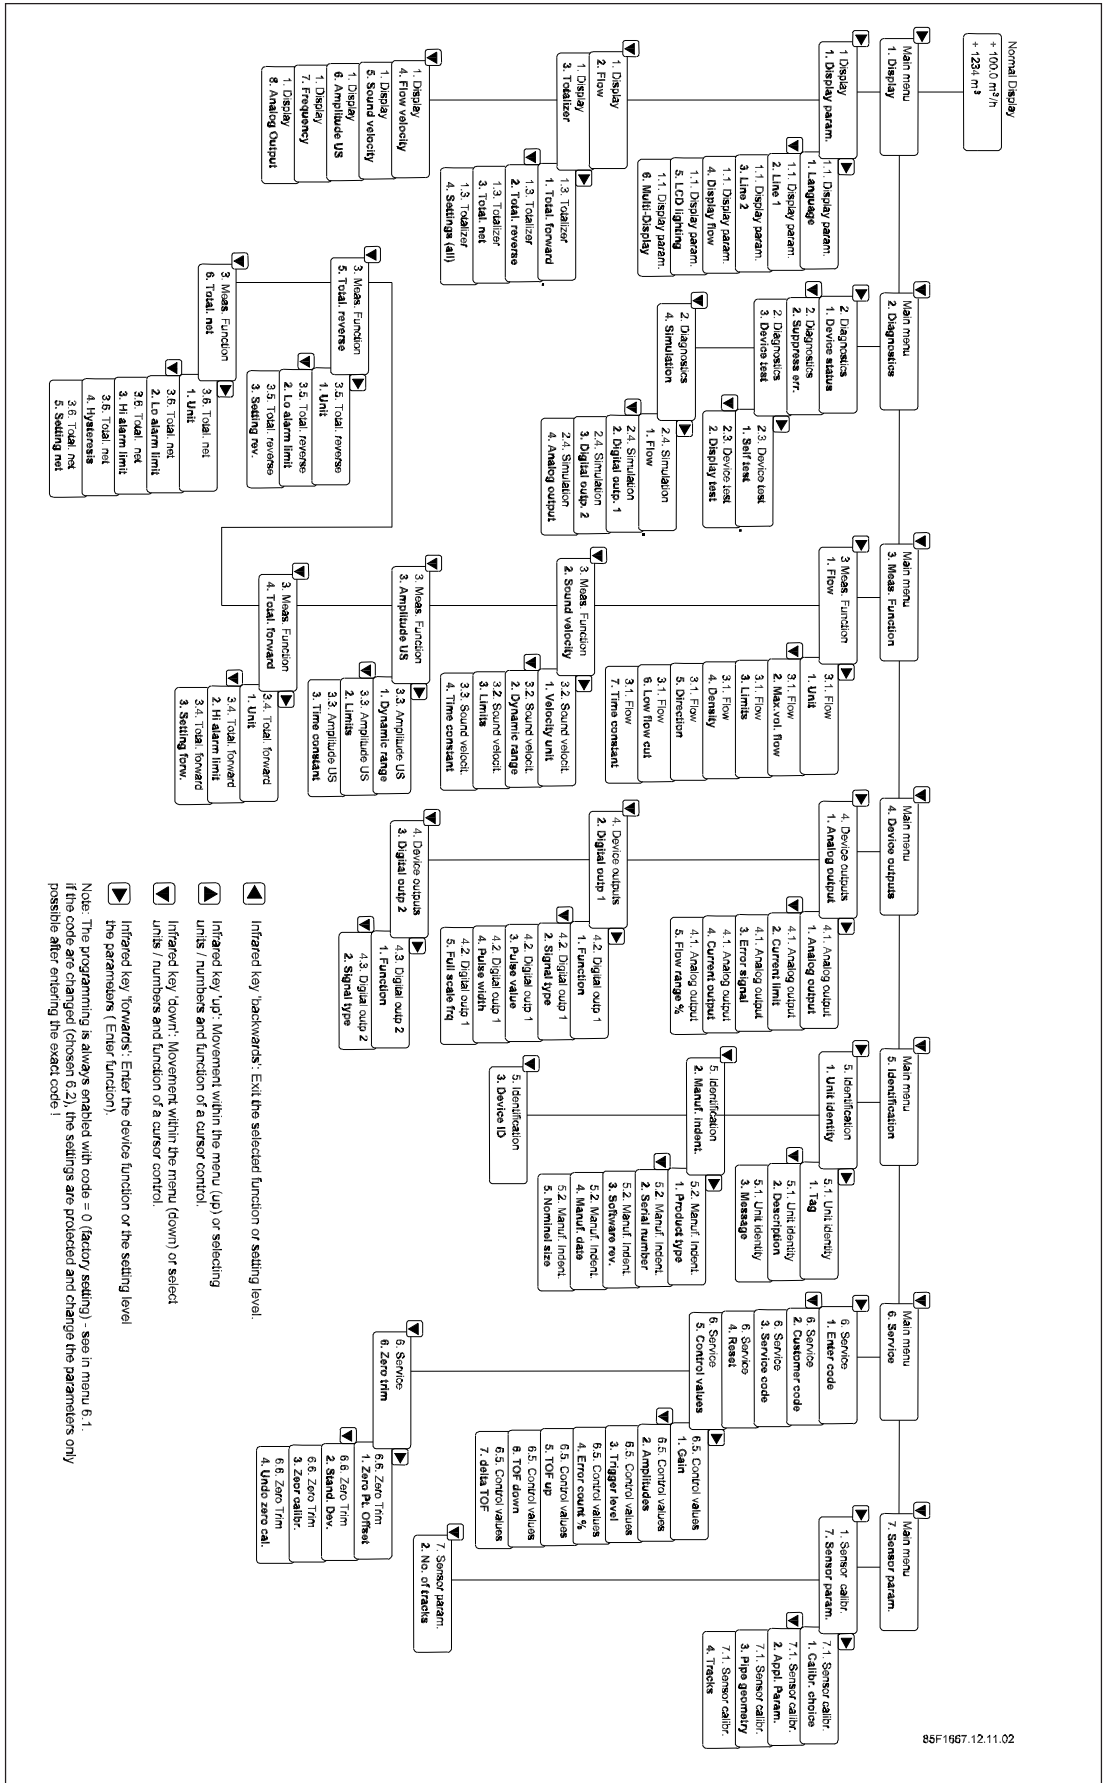 Normal Display
+ 100.0 m³/h
+ 1234 m³
Main menu
1. Display
1 Display
1. Display param.
1.1. Display param.
1. Language
1.1. Display param.
2. Line 1
1.1. Display param.
3. Line 2
1.1. Display param.
4. Display flow
1.1. Display param.
5. LCD lighting
1.1. Display param.
6. Multi-Display
1. Display
2. Flow
1. Display
3. Totalizer
1.3. Totalizer
1. Total. forward
1.3. Totalizer
2. Total. reverse
1.3. Totalizer
3. Total. net
1.3. Totalizer
4. Settings (all)
1. Display
4. Flow velocity
1. Display
5. Sound velocity
1. Display
6. Amplitude US
1. Display
7. Frequency
1. Display
8. Analog Output
Main menu
2. Diagnostics
2. Diagnostics
1. Device status
2. Diagnostics
2. Suppress err.
2. Diagnostics
3. Device test
2.3. Device test
1. Self test
2.3. Device test
2. Display test
2. Diagnostics
4. Simulation
2.4. Simulation
1. Flow
2.4. Simulation
2. Digital outp. 1
2.4. Simulation
3. Digital outp. 2
2.4. Simulation
4. Analog output
Main menu
3. Meas. Function
3 Meas. Function
1. Flow
3.1. Flow
1. Unit
3.1. Flow
2. Max.vol. flow
3.1. Flow
3. Limits
3.1. Flow
4. Density
3.1. Flow
5. Direction
3.1. Flow
6. Low flow cut
3.1. Flow
7. Time constant
3. Meas. Function
2. Sound velocity
3.2. Sound velocit.
1. Velocity unit
3.2. Sound velocit.
2. Dynamic range
3.2. Sound velocit.
3. Limits
3.3. Sound velocit.
4. Time constant
3. Meas. Function
3. Amplitude US
3.3. Amplitude US
1. Dynamic range
3.3. Amplitude US
2. Limits
3.3. Amplitude US
3. Time constant
3. Meas. Function
4. Total. forward
3.4. Total. forward
1. Unit
3.4. Total. forward
2. Hi alarm limit
3.4. Total. forward
3. Setting forw.
3. Meas. Function
5. Total. reverse
3.5. Total. reverse
1. Unit
3.5. Total. reverse
2. Lo alarm limit
3.5. Total. reverse
3. Setting rev.
3. Meas. Function
6. Total. net
3.6. Total. net
1. Unit
3.6. Total. net
2. Lo alarm limit
3.6. Total. net
3. Hi alarm limit
3.6. Total. net
4. Hysteresis
3.6. Total. net
5. Setting net
Main menu
4. Device outputs
4. Device outputs
1. Analog output
4.1. Analog output
1. Analog output
4.1. Analog output
2. Current limit
4.1. Analog output
3. Error signal
4.1. Analog output
4. Current output
4.1. Analog output
5. Flow range %
4. Device outputs
2. Digital outp 1
4.2. Digital outp 1
1. Function
4.2. Digital outp 1
2. Signal type
4.2. Digital outp 1
3. Pulse value
4.2. Digital outp 1
4. Pulse width
4.2. Digital outp 1
5. Full scale frq
4. Device outputs
3. Digital outp 2
4.3. Digital outp 2
1. Function
4.3. Digital outp 2
2. Signal type
Main menu
5. Identification
5. Identification
1. Unit identity
5.1. Unit identity
1. Tag
5.1. Unit identity
2. Description
5.1. Unit identity
3. Message
5. Identification
2. Manuf. indent.
5.2. Manuf. Indent.
1. Product type
5.2. Manuf. Indent.
2. Serial number
5.2. Manuf. Indent.
3. Software rev.
5.2. Manuf. Indent.
4. Manuf. date
5.2. Manuf. Indent.
5. Nominel size
5. Identification
3. Device ID
Main menu
6. Service
6. Service
1. Enter code
6. Service
2. Customer code
6. Service
3. Service code
6. Service
4. Reset
6. Service
5. Control values
6.5. Control values
1. Gain
6.5. Control values
2. Amplitudes
6.5. Control values
3. Trigger level
6.5. Control values
4. Error count %
6.5. Control values
5. TOF up
6.5. Control values
6. TOF down
6.5. Control values
7. delta TOF
6. Service
6. Zero trim
6.6. Zero Trim
1. Zero Pt. Offset
6.6. Zero Trim
2. Stand. Dev.
6.6. Zero Trim
3. Zeor calibr.
6.6. Zero Trim
4. Undo zero cal.
Main menu
7. Sensor param.
1. Sensor calibr.
7. Sensor param.
7.1. Sensor calibr.
1. Calibr. choice
7.1. Sensor calibr.
2. Appl. Param.
7.1. Sensor calibr.
3. Pipe geometry
7.1. Sensor calibr.
4. Tracks
7. Sensor param.
2. No. of tracks
Infrared key 'backwards': Exit the selected function or setting level.
Infrared key 'up': Movement within the menu (up) or selecting
units / numbers and function of a cursor control.
Infrared key 'down': Movement within the menu (down) or select
units / numbers and function of a cursor control.
Infrared key 'forwards': Enter the device function or the setting level
the parameters ( Enter function).
Note: The programming is always enabled with code = 0 (factory setting) - see in menu 6.1.
if the code are changed (chosen 6.2), the settings are protected and change the parameters only
possible after entering the exact code !
85F1667.12.11.02